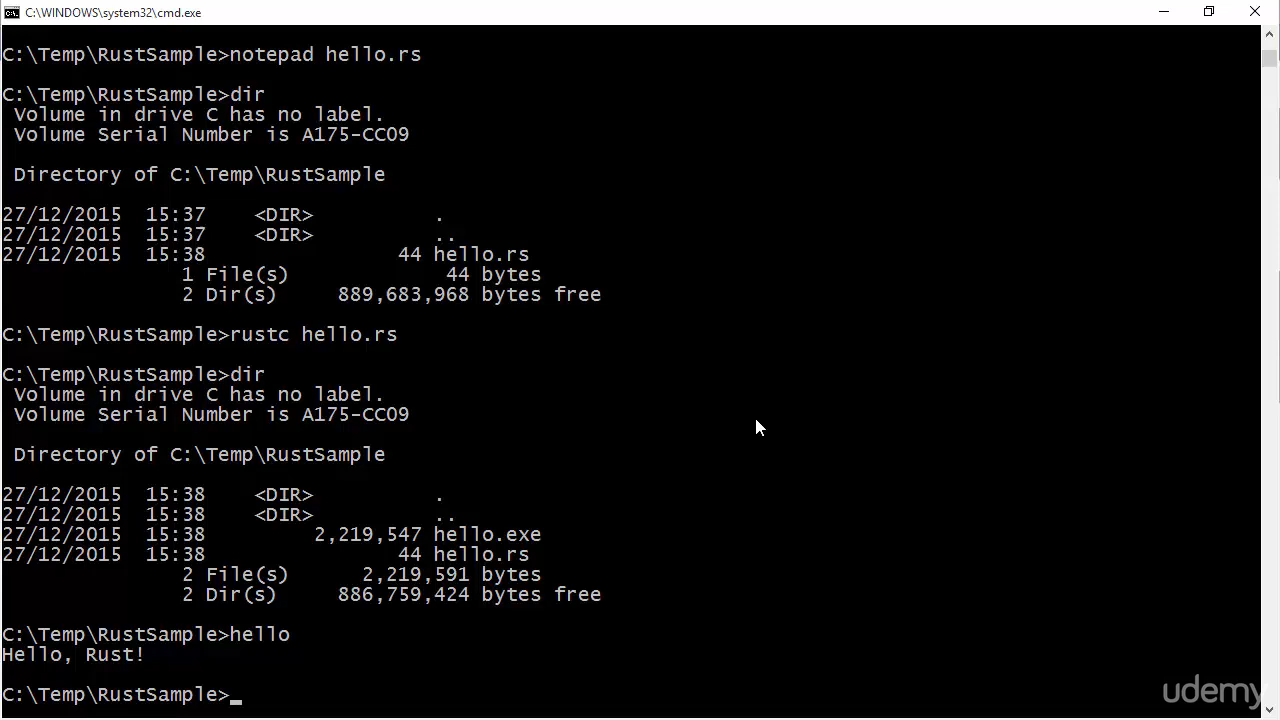 C:\WINDOWS\system32\cmd.exe
C:\Temp\RustSample>notepad hello.rs
C:\Temp\RustSample>dir
Volume in drive C has no label.
Volume Serial Number is A175-CC09
Directory of C:\Temp\RustSample
27/12/2015  15:37    <DIR>          .
27/12/2015  15:37    <DIR>          ..
27/12/2015  15:38                44 hello.rs
1 File(s)             44 bytes
2 Dir(s)     889,683,968 bytes free
C:\Temp\RustSample>rustc hello.rs
C:\Temp\RustSample>dir
Volume in drive C has no label.
Volume Serial Number is A175-CC09
Directory of C:\Temp\RustSample
27/12/2015  15:38    <DIR>          .
27/12/2015  15:38    <DIR>          ..
27/12/2015  15:38         2,219,547 hello.exe
27/12/2015  15:38                44 hello.rs
2 File(s)      2,219,591 bytes
2 Dir(s)     886,759,424 bytes free
C:\Temp\RustSample>hello
Hello, Rust!
C:\Temp\RustSample>_
udemy